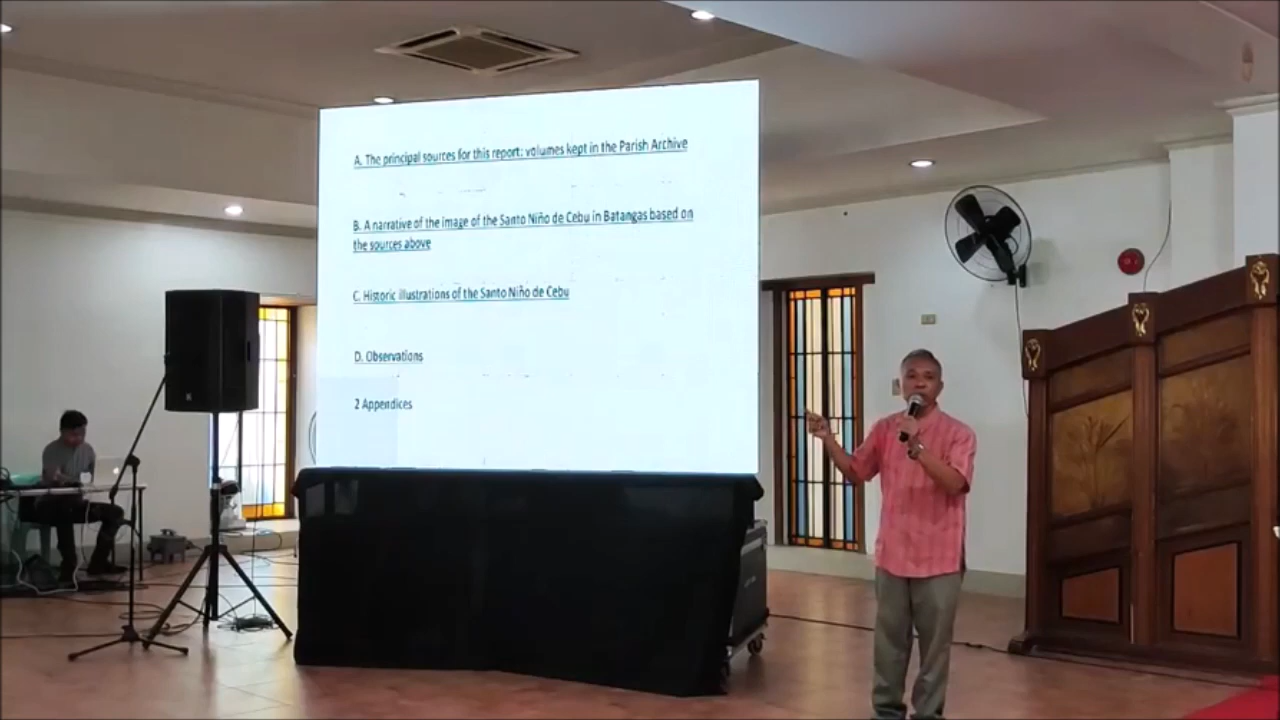 A. The principal sources for this report: volumes kept in the Parish Archive
B. A narrative of the image of the Santo Niño de Cebu in Batangas based on
the sources above
C. Historic illustrations of the Santo Niño de Cebu
D. Observations
2 Appendices